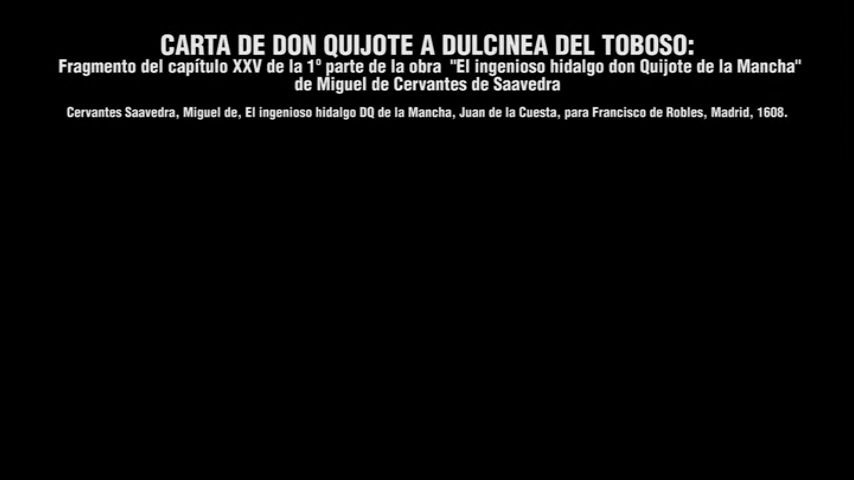 CARTA DE DON QUIJOTE A DULCINEA DEL TOBOSO:
Fragmento del capítulo XXV de la 1º parte de la obra "El ingenioso hidalgo don Quijote de la Mancha"
de Miguel de Cervantes de Saavedra
Cervantes Saavedra, Miguel de, El ingenioso hidalgo DQ de la Mancha, Juan de la Cuesta, para Francisco de Robles, Madrid, 1608.